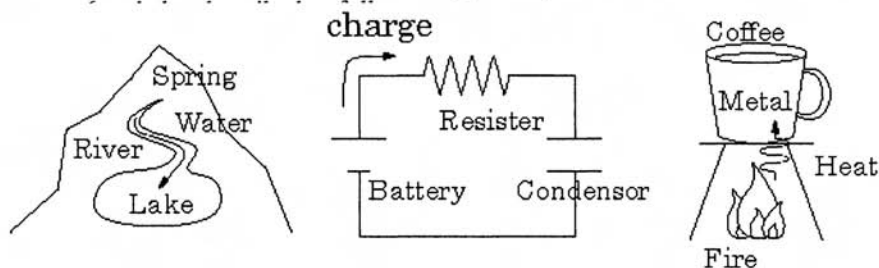 Spring
Water
River
Lake
charge
Resister
Battery
Condensor
Coffee
Metal
Heat
Fire